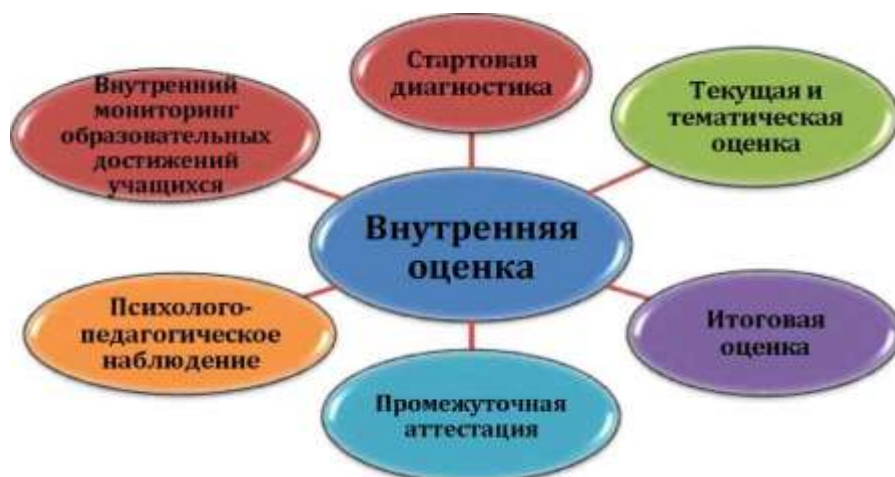 Стартовая
диагностика
Внутренний
мониторинг
образовательных
достижений
учащихся
Текущая и
тематическая
оценка
Внутренняя
оценка
Психолого-
педагогическое
наблюдение
Итоговая
оценка
Промежуточная
аттестация